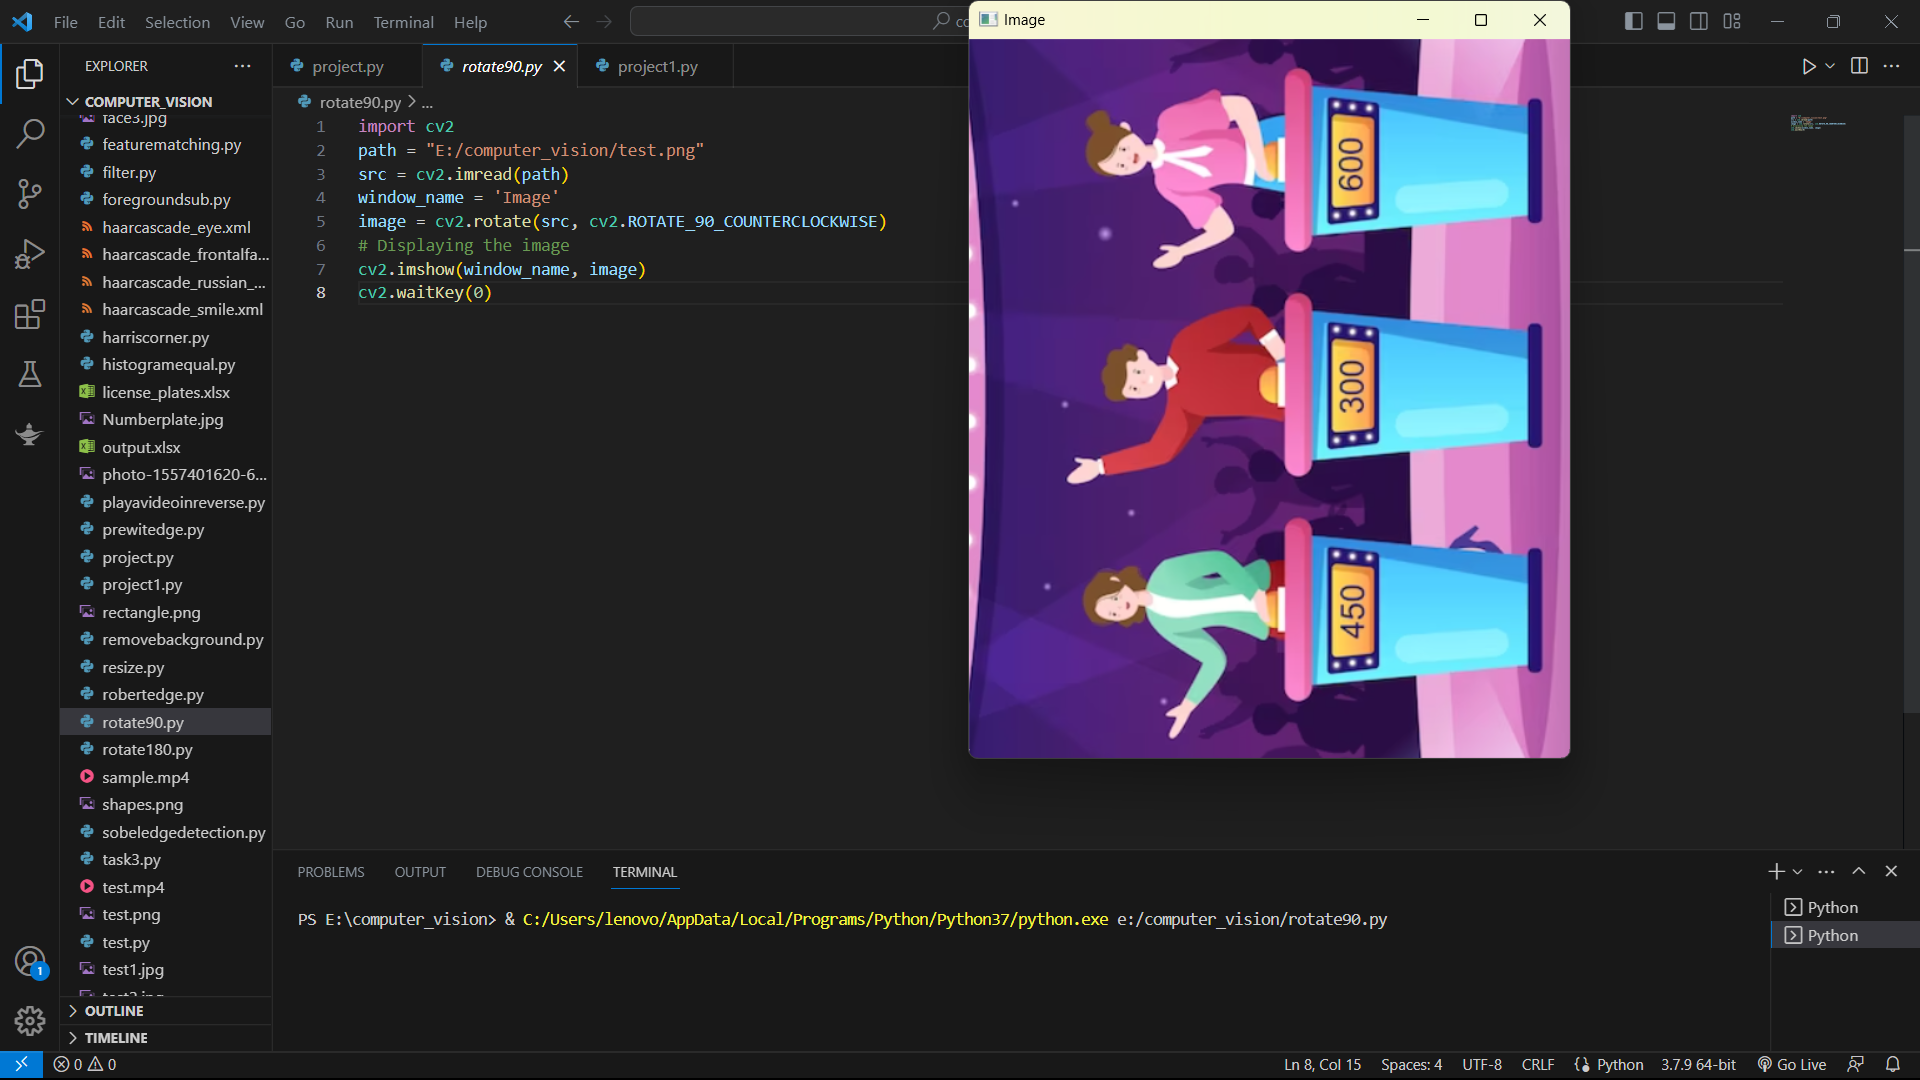 File Edit Selection View Go Run Terminal Help
Image
EXPLORER
project.py
rotate90.py
project1.py
COMPUTER_VISION
face3.jpg
featurematching.py
filter.py
foregroundsub.py
haarcascade_eye.xml
haarcascade_frontalfa...
haarcascade_russian_...
haarcascade_smile.xml
harriscorner.py
histogramequal.py
license_plates.xlsx
Numberplate.jpg
output.xlsx
photo-1557401620-6...
playavideoinreverse.py
prewitedge.py
project.py
project1.py
rectangle.png
removebackground.py
resize.py
robertedge.py
rotate90.py
rotate180.py
sample.mp4
shapes.png
sobeledgedetection.py
task3.py
test.mp4
test.png
test.py
test1.jpg
OUTLINE
TIMELINE
rotate90.py > ...
1 import cv2
2 path = "E:/computer_vision/test.png"
3 src = cv2.imread(path)
4 window_name = 'Image'
5 image = cv2.rotate(src, cv2.ROTATE_90_COUNTERCLOCKWISE)
6 # Displaying the image
7 cv2.imshow(window_name, image)
8 cv2.waitKey(0)
600
300
450
PROBLEMS OUTPUT DEBUG CONSOLE TERMINAL
PS E:\computer_vision> & C:/Users/lenovo/AppData/Local/Programs/Python/Python37/python.exe e:/computer_vision/rotate90.py
Python
Python
1
0 0
Ln 8, Col 15 Spaces: 4 UTF-8 CRLF Python 3.7.9 64-bit Go Live